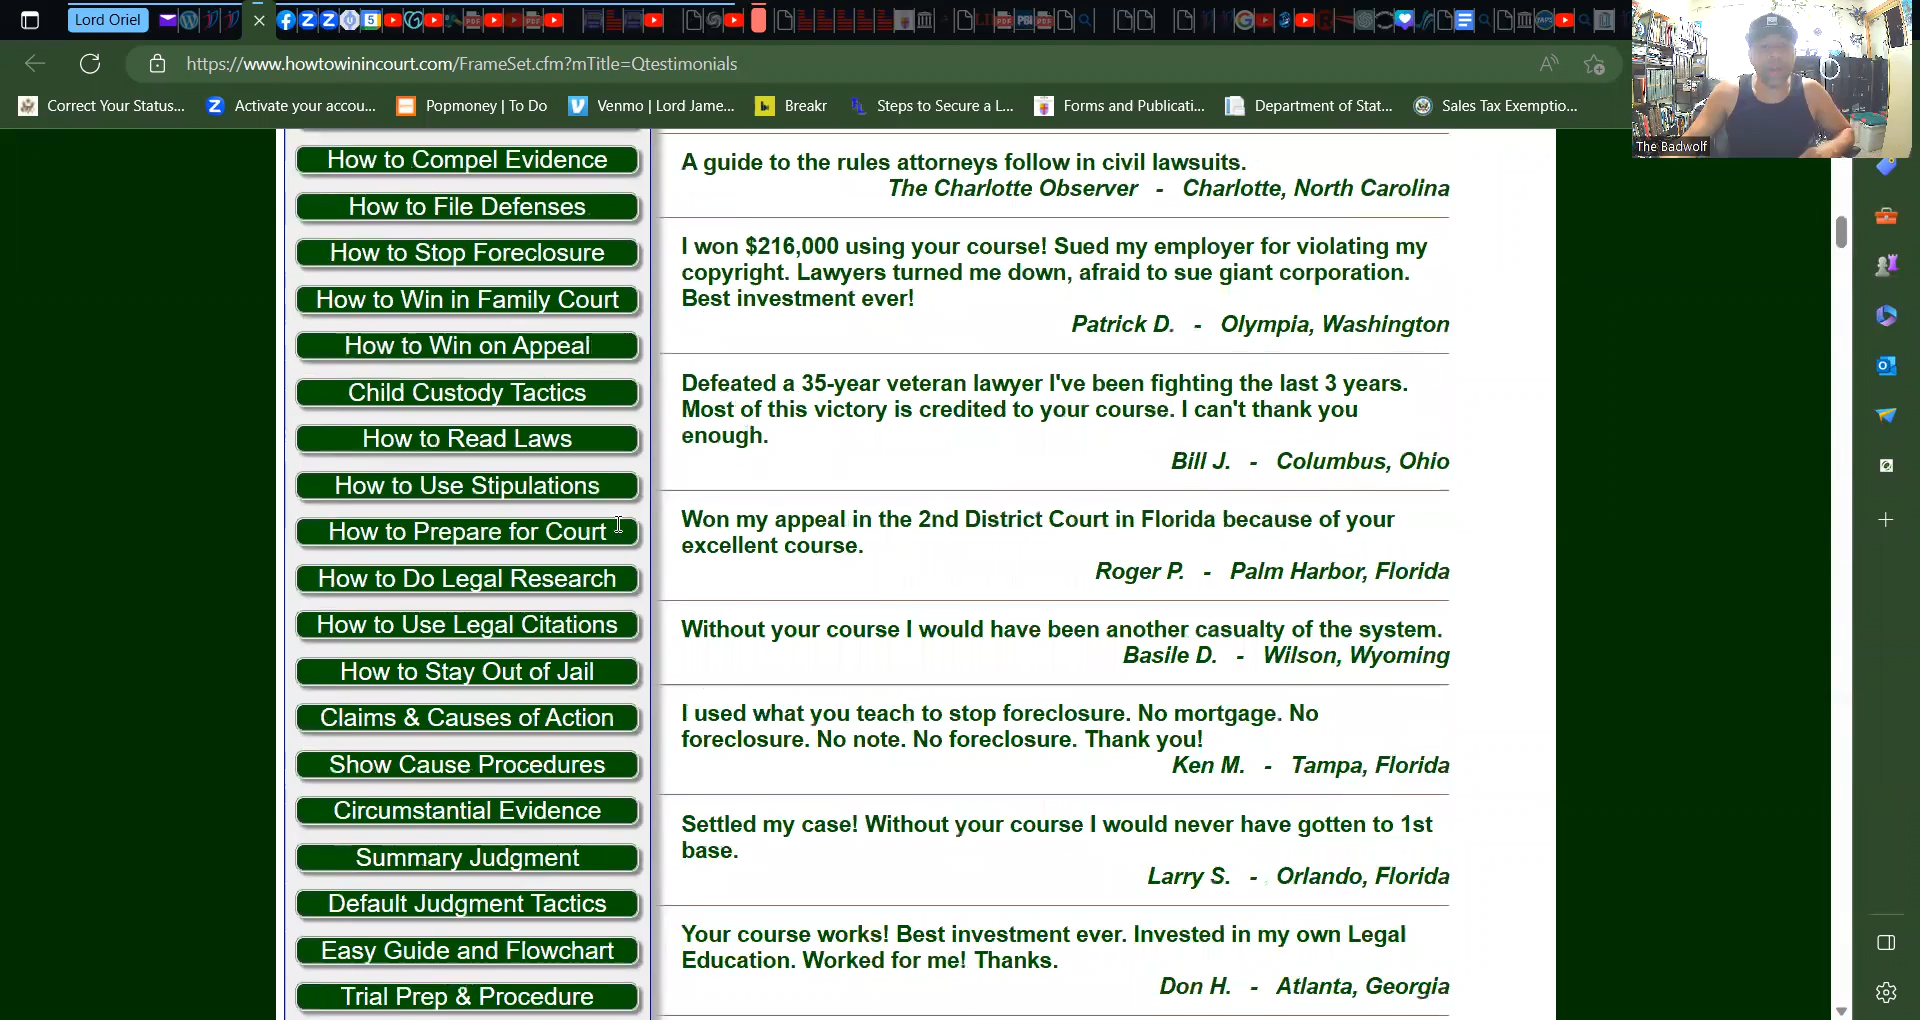 Lord Oriel
https://www.howtowinincourt.com/FrameSet.cfm?mTitle=Qtestimonials
Correct Your Status...
Activate your accou...
Popmoney | To Do
Venmo | Lord Jame...
Breakr
Steps to Secure a L...
Forms and Publicati...
Department of Stat...
Sales Tax Exemptio...
The Badwolf
How to Compel Evidence
How to File Defenses
How to Stop Foreclosure
How to Win in Family Court
How to Win on Appeal
Child Custody Tactics
How to Read Laws
How to Use Stipulations
How to Prepare for Court
How to Do Legal Research
How to Use Legal Citations
How to Stay Out of Jail
Claims & Causes of Action
Show Cause Procedures
Circumstantial Evidence
Summary Judgment
Default Judgment Tactics
Easy Guide and Flowchart
Trial Prep & Procedure
A guide to the rules attorneys follow in civil lawsuits.
The Charlotte Observer - Charlotte, North Carolina
I won $216,000 using your course! Sued my employer for violating my
copyright. Lawyers turned me down, afraid to sue giant corporation.
Best investment ever!
Patrick D. - Olympia, Washington
Defeated a 35-year veteran lawyer I've been fighting the last 3 years.
Most of this victory is credited to your course. I can't thank you
enough.
Bill J. - Columbus, Ohio
Won my appeal in the 2nd District Court in Florida because of your
excellent course.
Roger P. - Palm Harbor, Florida
Without your course I would have been another casualty of the system.
Basile D. - Wilson, Wyoming
I used what you teach to stop foreclosure. No mortgage. No
foreclosure. No note. No foreclosure. Thank you!
Ken M. - Tampa, Florida
Settled my case! Without your course I would never have gotten to 1st
base.
Larry S. - Orlando, Florida
Your course works! Best investment ever. Invested in my own Legal
Education. Worked for me! Thanks.
Don H. - Atlanta, Georgia